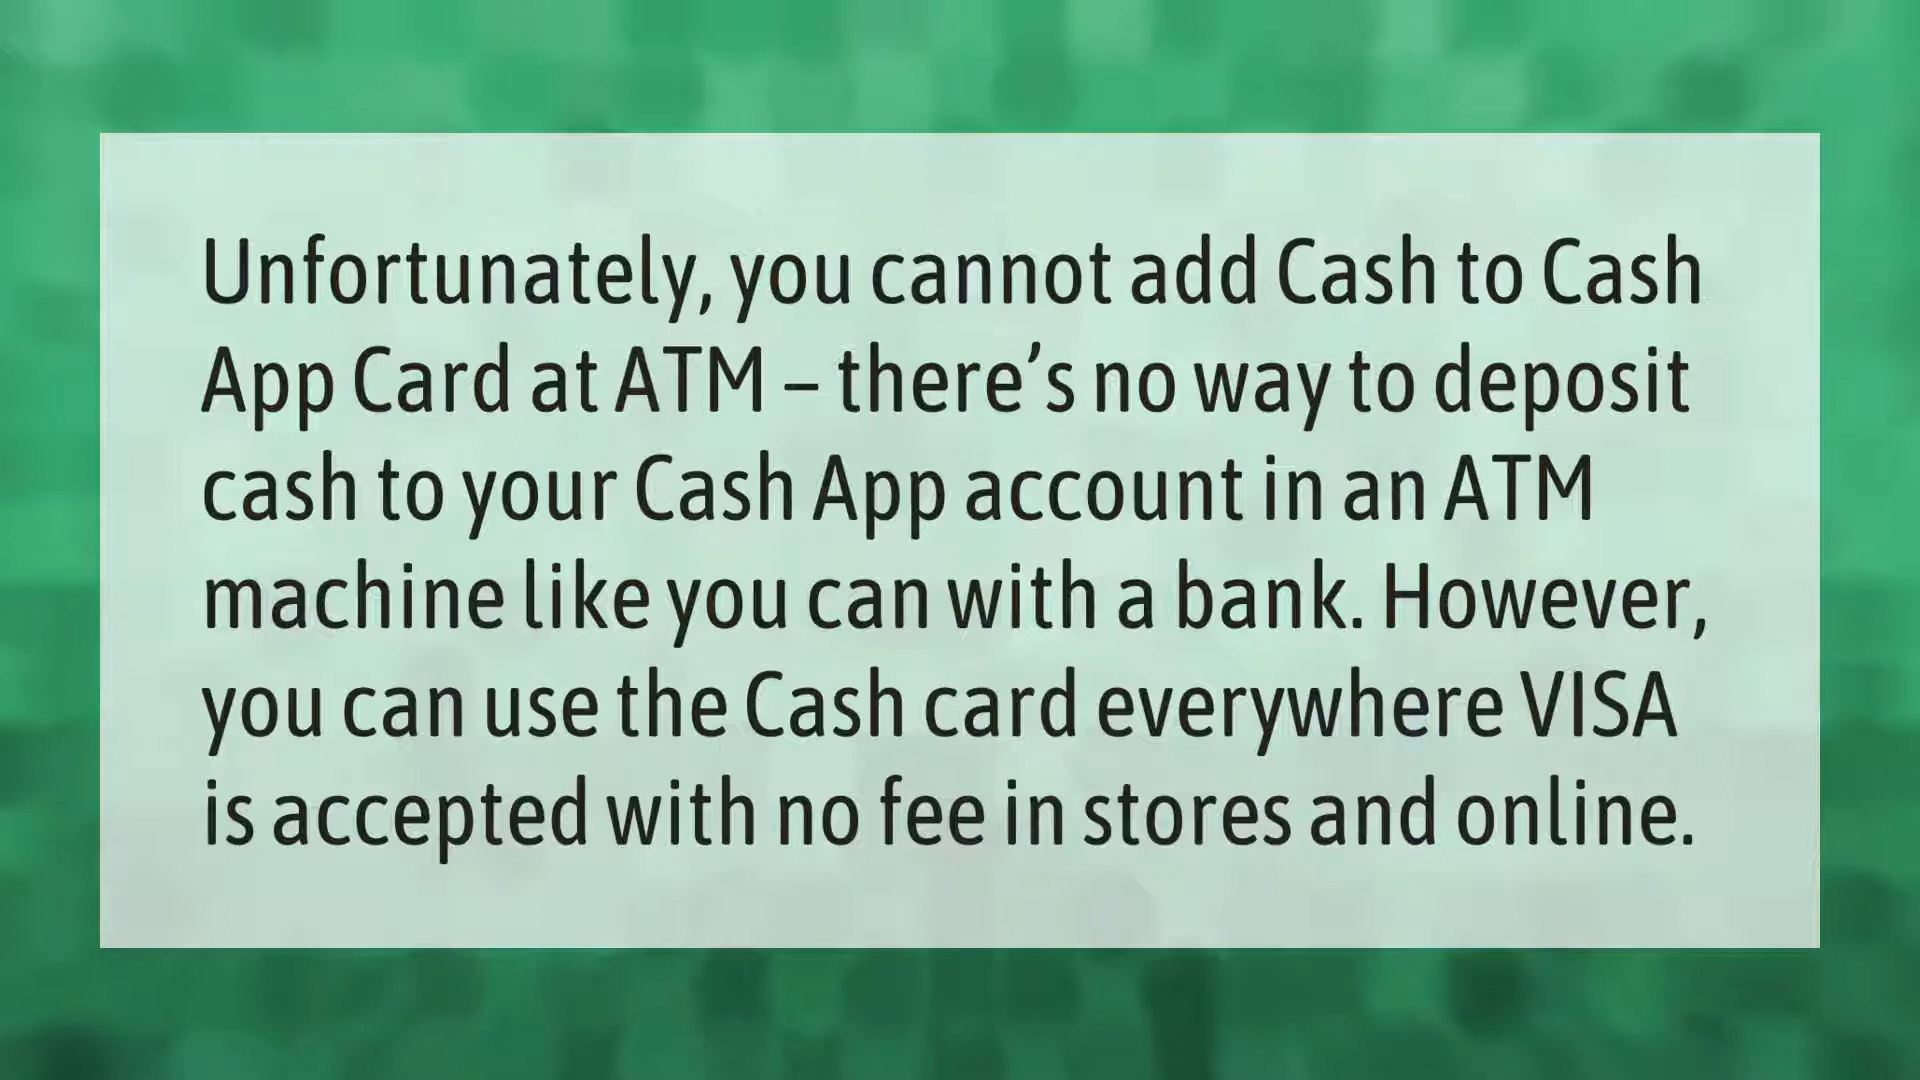 Unfortunately, you cannot add Cash to Cash
App Card at ATM – there’s no way to deposit
cash to your Cash App account in an ATM
machine like you can with a bank. However,
you can use the Cash card everywhere VISA
is accepted with no fee in stores and online.